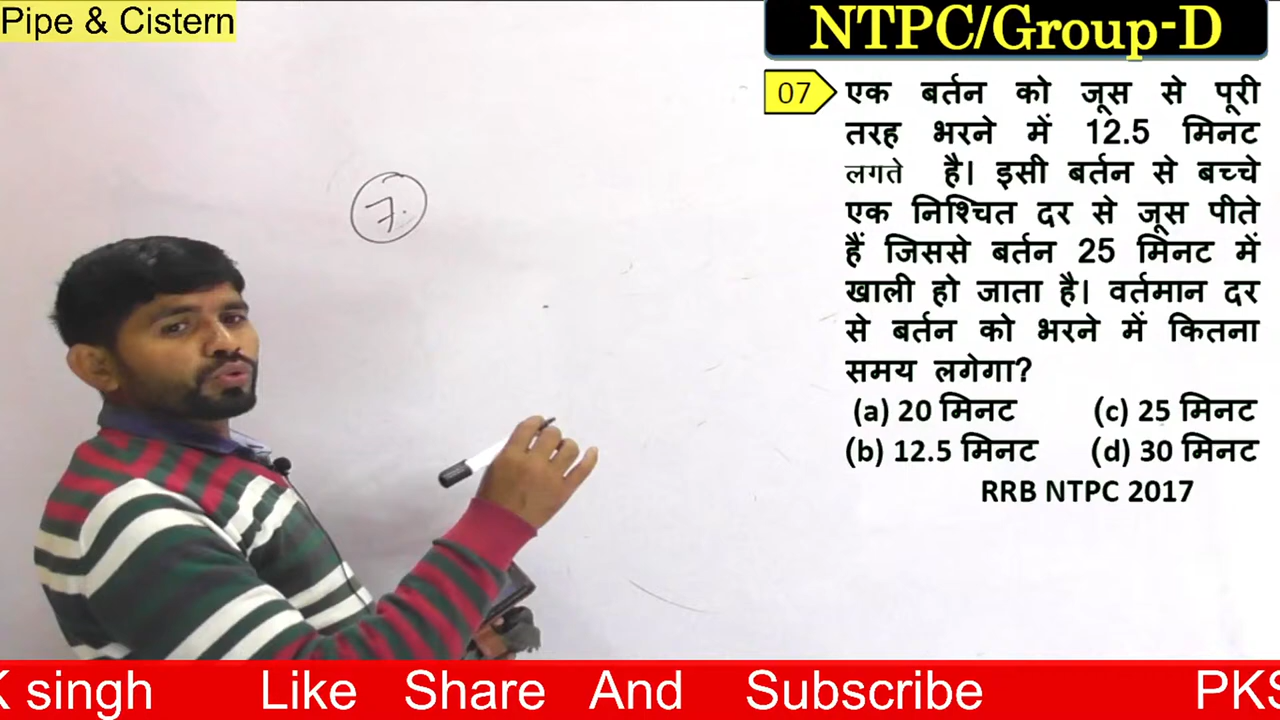 Pipe & Cistern
NTPC/Group-D
07
एक बर्तन को जूस से पूरी
तरह भरने में 12.5 मिनट
लगते है। इसी बर्तन से बच्चे
एक निश्चित दर से जूस पीते
हैं जिससे बर्तन 25 मिनट में
खाली हो जाता है। वर्तमान दर
से बर्तन को भरने में कितना
समय लगेगा?
(a) 20 मिनट (c) 25 मिनट
(b) 12.5 मिनट (d) 30 मिनट
RRB NTPC 2017
7.
K singh Like Share And Subscribe PKS